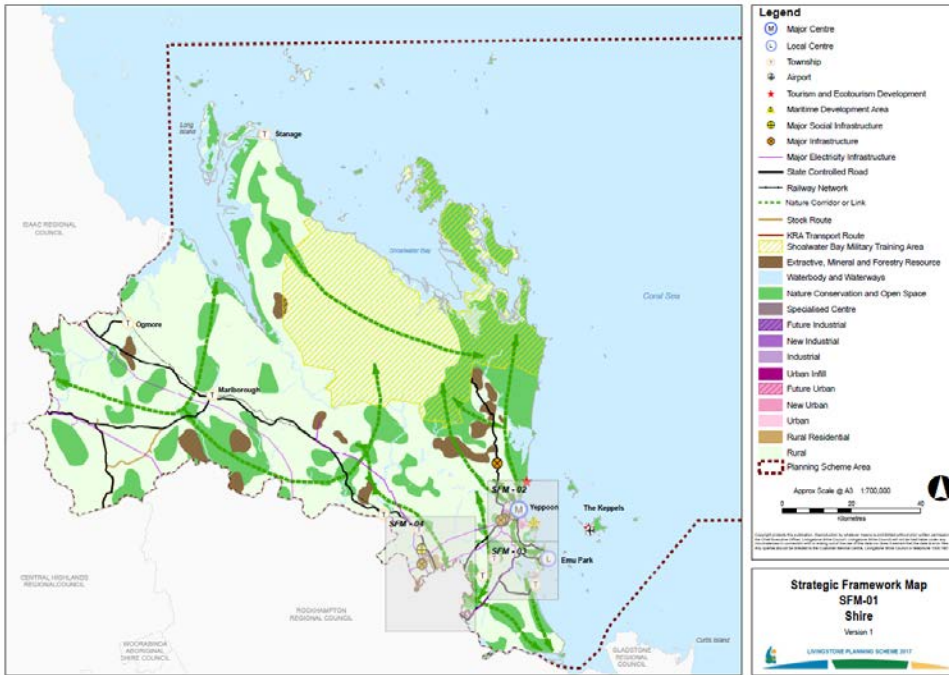 Legend
Major Centre
Local Centre
Township
Airport
Tourism and Ecotourism Development
Maritime Development Area
Major Social Infrastructure
Major Infrastructure
Major Electricity Infrastructure
State Controlled Road
Railway Network
Nature Corridor or Link
Stock Route
KRA Transport Route
Shoalwater Bay Military Training Area
Extractive, Mineral and Forestry Resource
Waterbody and Waterways
Nature Conservation and Open Space
Specialised Centre
Future Industrial
New Industrial
Industrial
Urban Infill
Future Urban
New Urban
Urban
Rural Residential
Rural
Planning Scheme Area
Approx Scale @ A3 1:700,000
0 20 40
Kilometres
Strategic Framework Map
SFM-01
Shire
Version 1
LIVINGSTONE PLANNING SCHEME 2017
Long Island
T Stanage
ISAAC REGIONAL
COUNCIL
Shoalwater Bay
Coral Sea
T Ogmore
Marlborough
T
SFM - 02
M Yeppoon
The Keppels
SFM - 04
SFM - 03
L Emu Park
T
T
CENTRAL HIGHLANDS
REGIONAL COUNCIL
ROCKHAMPTON
REGIONAL COUNCIL
WOORABINDA
ABORIGINAL
SHIRE COUNCIL
GLADSTONE
REGIONAL
COUNCIL
Curtis Island